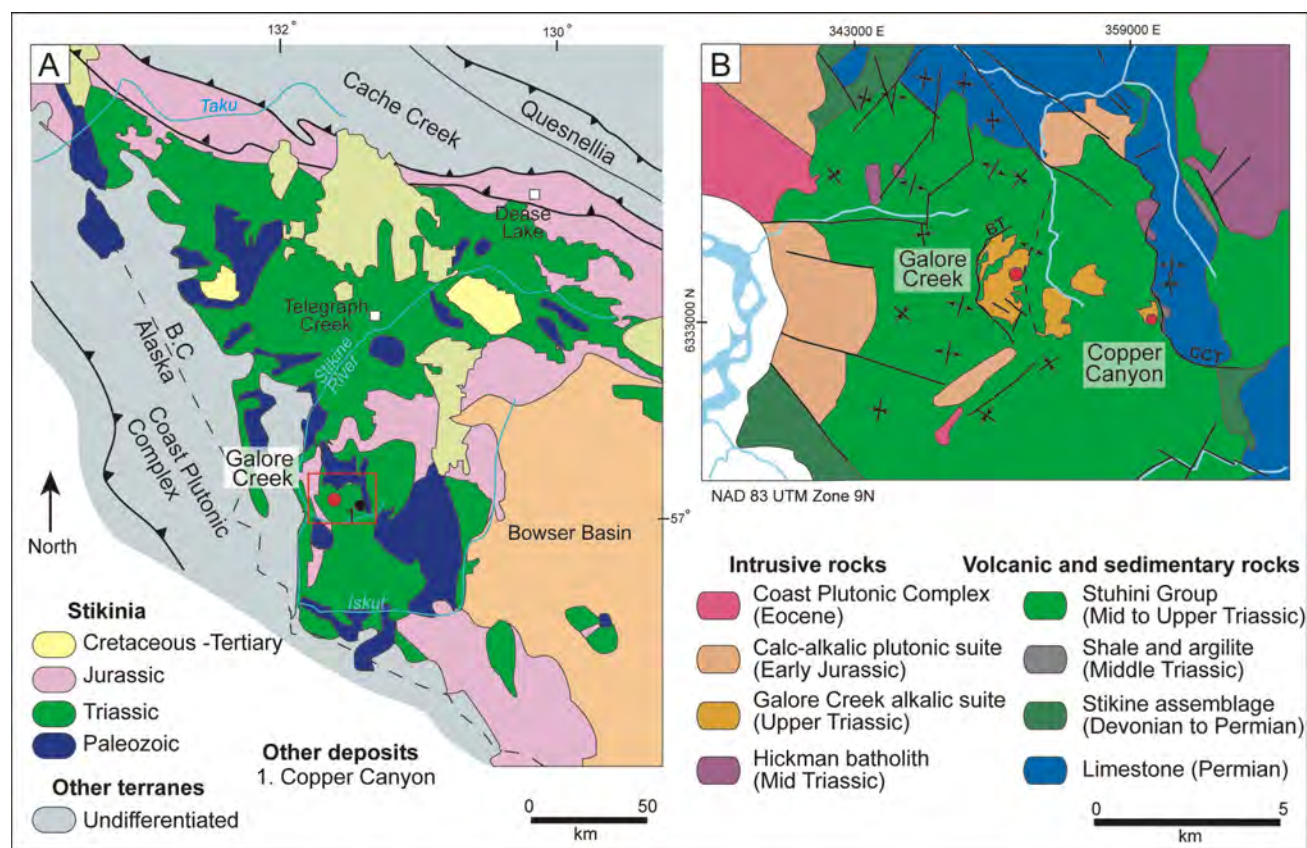 132°
130°
A
Taku
Cache Creek
Quesnellia
Dease
Lake
Telegraph
Creek
Stikine
River
B.C.
Alaska
Coast Plutonic
Complex
Galore
Creek
1
57°
Bowser Basin
Iskut
North
Stikinia
Cretaceous -Tertiary
Jurassic
Triassic
Paleozoic
Other terranes
Undifferentiated
Other deposits
1. Copper Canyon
0 50
km
343000 E
359000 E
B
6333000 N
BT
Galore
Creek
Copper
Canyon
CCT
NAD 83 UTM Zone 9N
Intrusive rocks
Coast Plutonic Complex
(Eocene)
Calc-alkalic plutonic suite
(Early Jurassic)
Galore Creek alkalic suite
(Upper Triassic)
Hickman batholith
(Mid Triassic)
Volcanic and sedimentary rocks
Stuhini Group
(Mid to Upper Triassic)
Shale and argilite
(Middle Triassic)
Stikine assemblage
(Devonian to Permian)
Limestone (Permian)
0 5
km